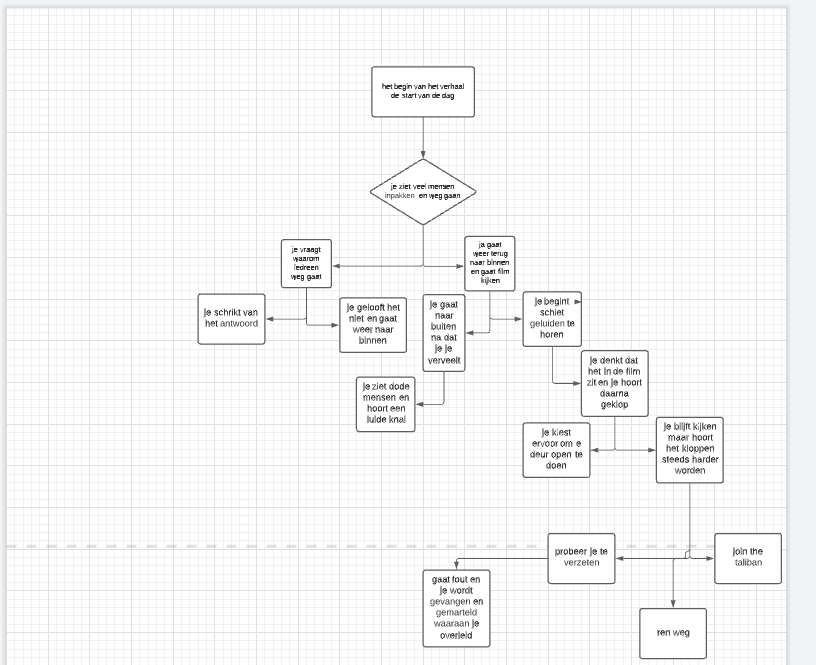 het begin van het verhaal
de start van de dag
je ziet veel mensen
inpakken en weg gaan
je vraagt
waarom
iedreen
weg gaat
ja gaat
weer terug
naar binnen
en gaat film
kijken
je schrikt van
het antwoord
je gelooft het
niet en gaat
weer naar
binnen
je gaat
naar
buiten
na dat
je je
verveelt
je begint
schiet
geluiden te
horen
je ziet dode
mensen en
hoort een
luide knal
je denkt dat
het in de film
zit en je hoort
daarna
geklop
je kiest
ervoor om e
deur open te
doen
je blijft kijken
maar hoort
het kloppen
steeds harder
worden
probeer je te
verzeten
join the
taliban
gaat fout en
je wordt
gevangen en
gemarteld
waaraan je
overleid
ren weg